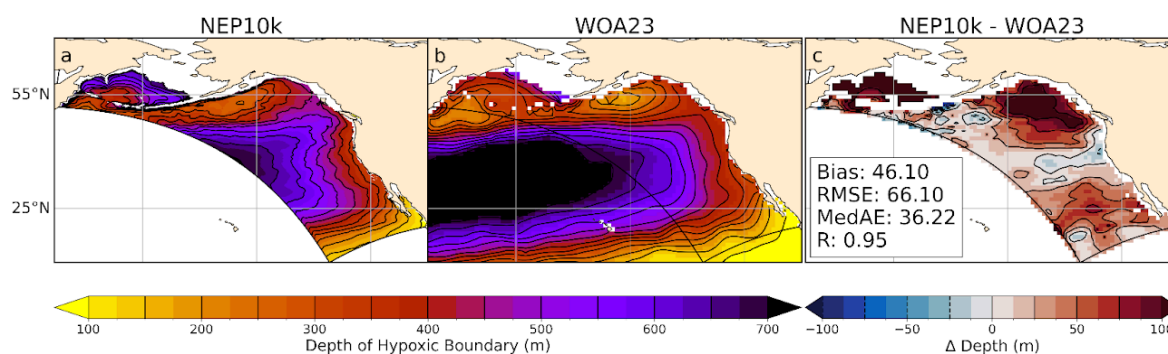 NEP10k
WOA23
NEP10k - WOA23
a
b
c
55°N
25°N
Bias: 46.10
RMSE: 66.10
MedAE: 36.22
R: 0.95
100 200 300 400 500 600 700
Depth of Hypoxic Boundary (m)
−100 −50 0 50 100
Δ Depth (m)